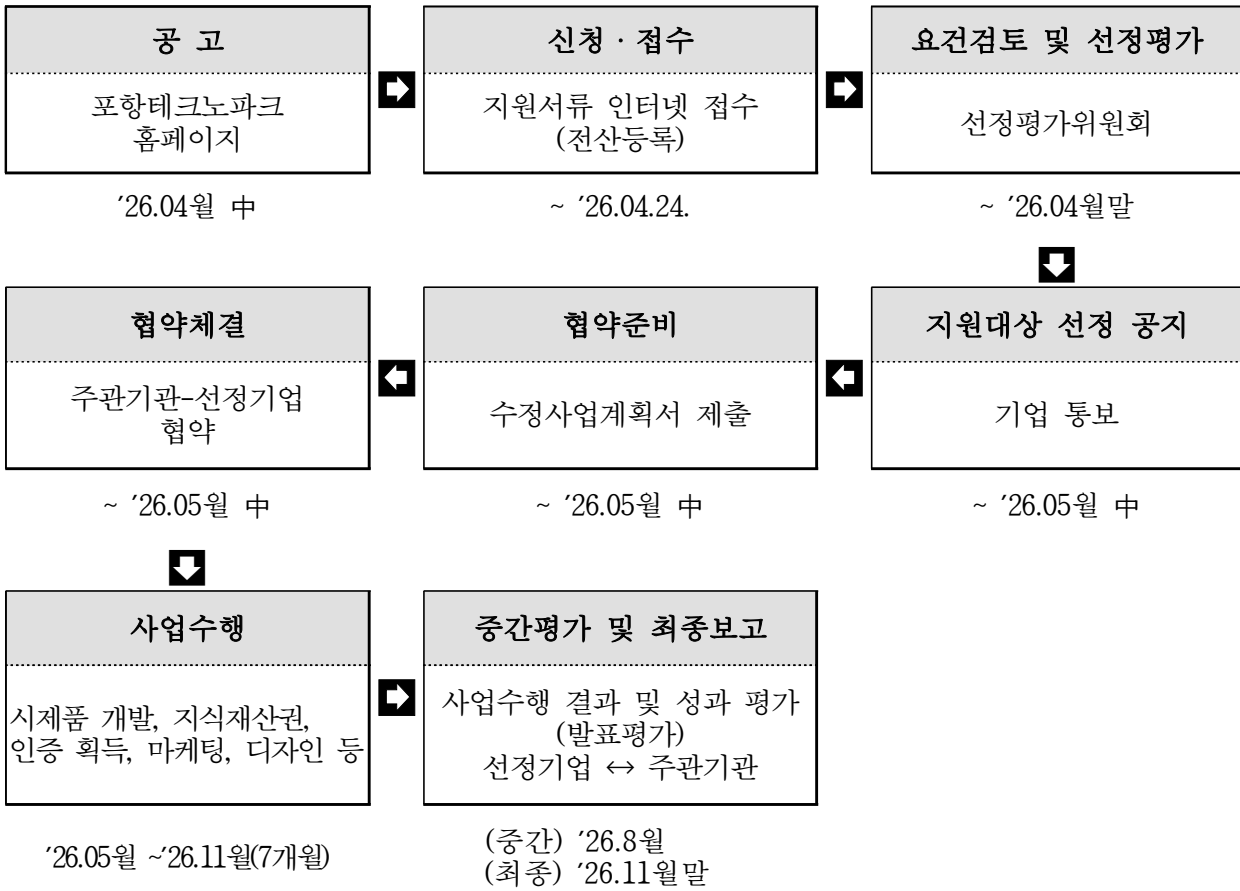 공 고
포항테크노파크
홈페이지
′26.04월 中
신청 · 접수
지원서류 인터넷 접수
(전산등록)
~ ′26.04.24.
요건검토 및 선정평가
선정평가위원회
~ ′26.04월말
지원대상 선정 공지
기업 통보
~ ′26.05월 中
협약준비
수정사업계획서 제출
~ ′26.05월 中
협약체결
주관기관-선정기업
협약
~ ′26.05월 中
사업수행
시제품 개발, 지식재산권,
인증 획득, 마케팅, 디자인 등
′26.05월 ~′26.11월(7개월)
중간평가 및 최종보고
사업수행 결과 및 성과 평가
(발표평가)
선정기업 ↔ 주관기관
(중간) ′26.8월
(최종) ′26.11월말